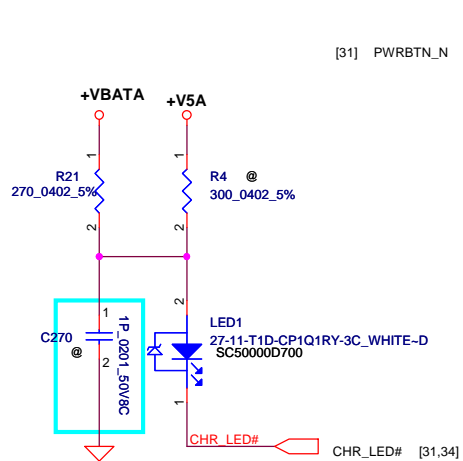 [31] PWRBTN_N
+VBATA
+V5A
1
1
R21
270_0402_5%
R4 @
300_0402_5%
2
2
1
C270
@
2
1P_0201_50V8C
2
LED1
27-11-T1D-CP1Q1RY-3C_WHITE~D
SC50000D700
1
CHR_LED#
CHR_LED# [31,34]